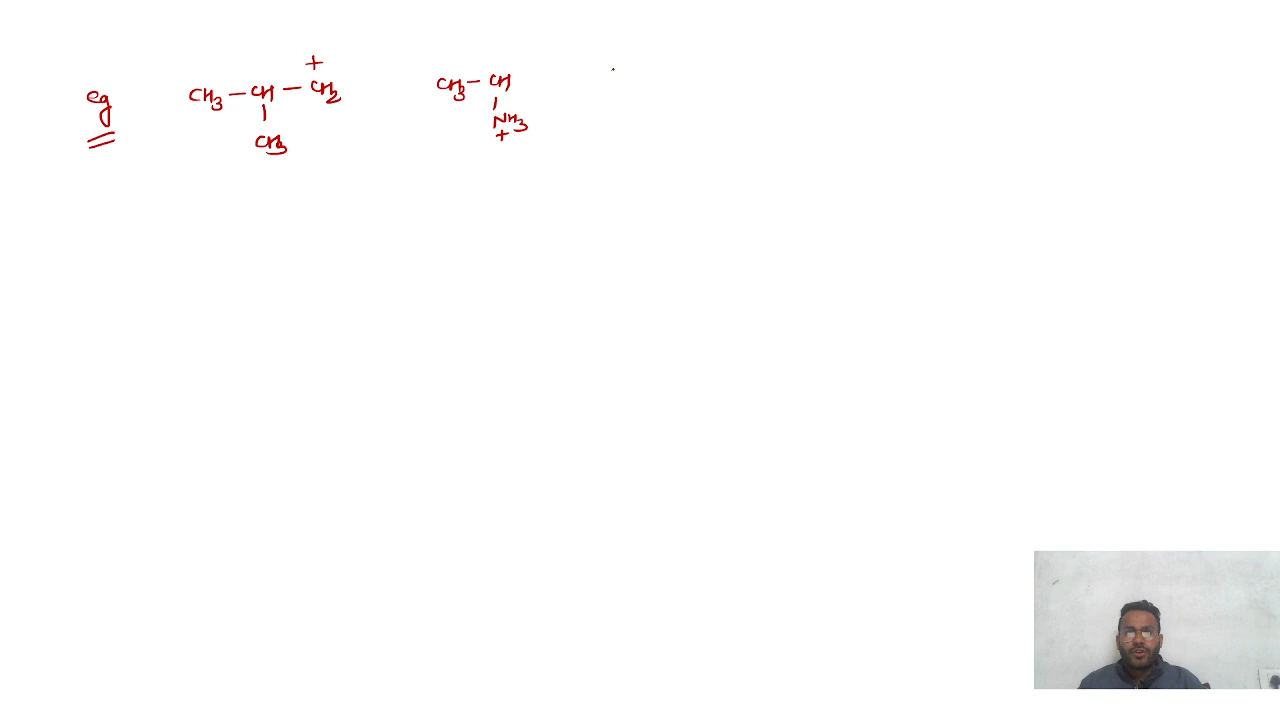 eg CH3 – CH – CH2 +
|
CH3
CH3 – CH
|
NH3
+